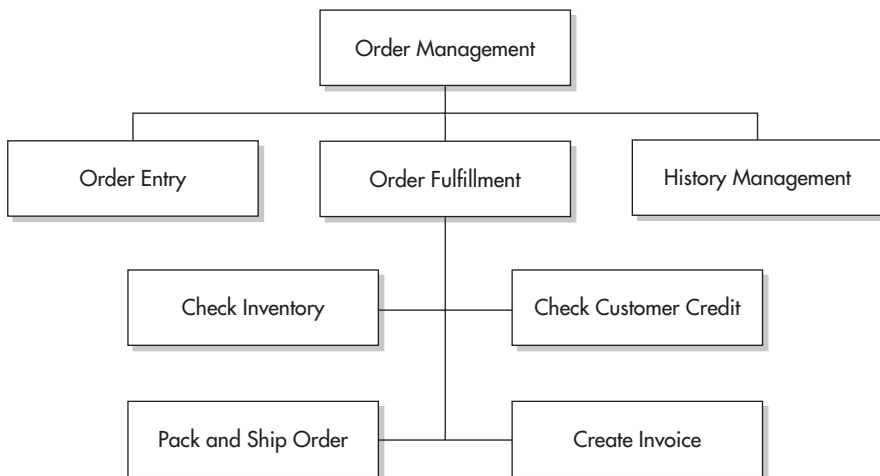 Order Management
Order Entry
Order Fulfillment
History Management
Check Inventory
Check Customer Credit
Pack and Ship Order
Create Invoice